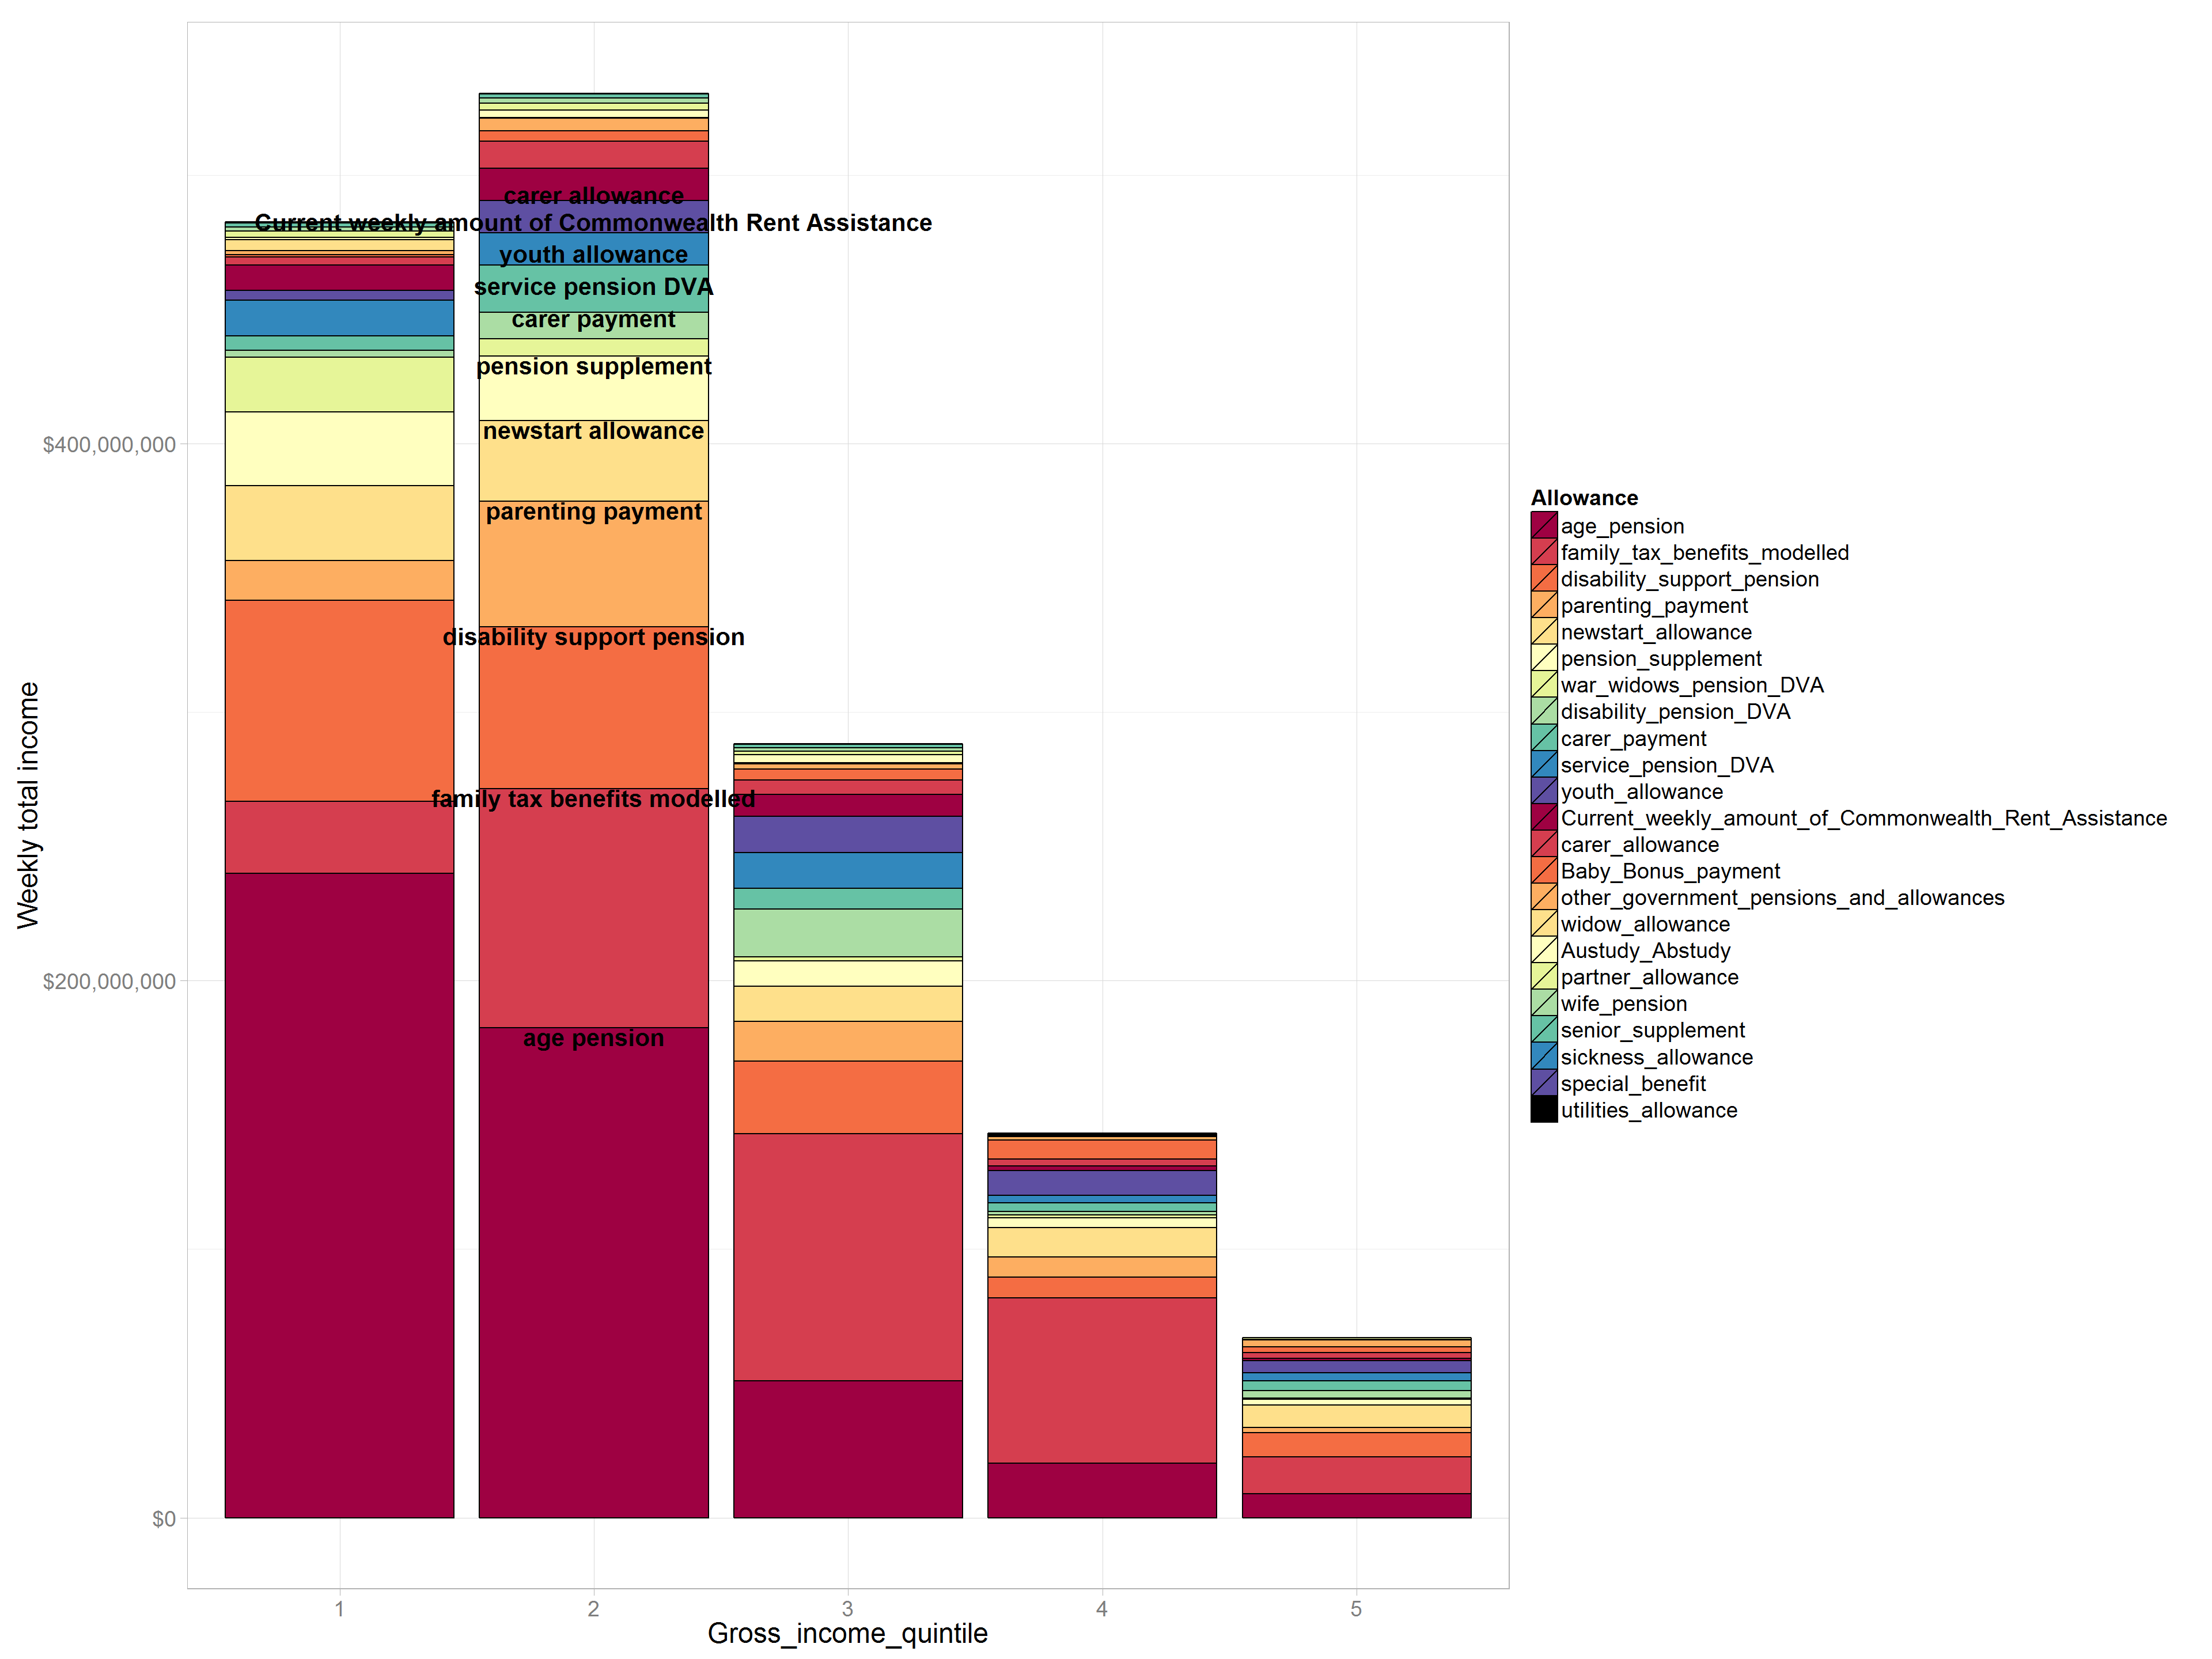 carer allowance
Current weekly amount of Commonwealth Rent Assistance
youth allowance
service pension DVA
carer payment
pension supplement
newstart allowance
parenting payment
disability support pension
family tax benefits modelled
age pension
$400,000,000
$200,000,000
$0
Weekly total income
1
2
3
4
5
Gross_income_quintile
Allowance
age_pension
family_tax_benefits_modelled
disability_support_pension
parenting_payment
newstart_allowance
pension_supplement
war_widows_pension_DVA
disability_pension_DVA
carer_payment
service_pension_DVA
youth_allowance
Current_weekly_amount_of_Commonwealth_Rent_Assistance
carer_allowance
Baby_Bonus_payment
other_government_pensions_and_allowances
widow_allowance
Austudy_Abstudy
partner_allowance
wife_pension
senior_supplement
sickness_allowance
special_benefit
utilities_allowance